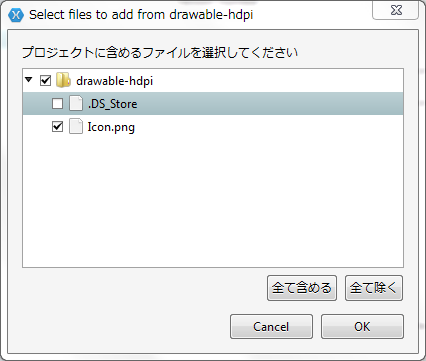 Select files to add from drawable-hdpi
プロジェクトに含めるファイルを選択してください
drawable-hdpi
.DS_Store
Icon.png
全て含める 全て除く
Cancel OK